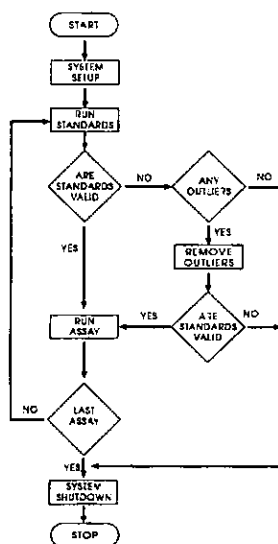 START
SYSTEM
SETUP
RUN
STANDARDS
ARE
STANDARDS
VALID
NO
ANY
OUTLIERS
NO
YES
YES
REMOVE
OUTLIERS
RUN
ASSAY
YES
ARE
STANDARDS
VALID
NO
NO
LAST
ASSAY
YES
SYSTEM
SHUTDOWN
STOP